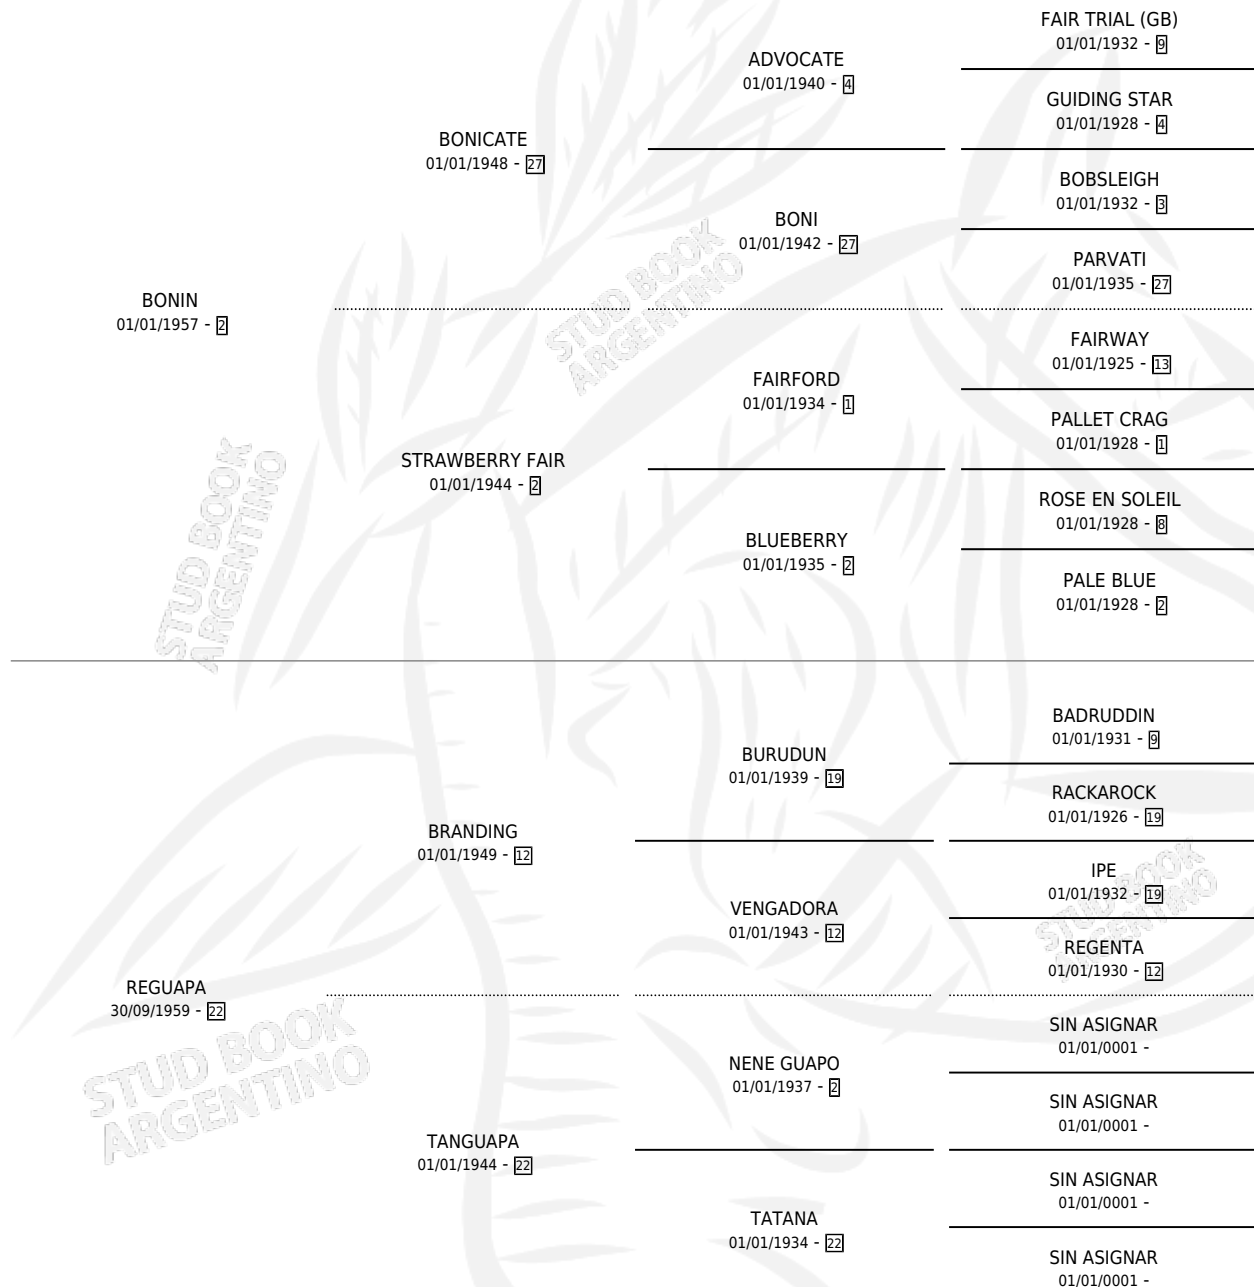 FAIR TRIAL (GB)
01/01/1932 - 9
ADVOCATE
01/01/1940 - 4
GUIDING STAR
01/01/1928 - 4
BONICATE
01/01/1948 - 27
BOBSLEIGH
01/01/1932 - 3
BONI
01/01/1942 - 27
PARVATI
01/01/1935 - 27
BONIN
01/01/1957 - 2
FAIRWAY
01/01/1925 - 13
FAIRFORD
01/01/1934 - 1
PALLET CRAG
01/01/1928 - 1
STRAWBERRY FAIR
01/01/1944 - 2
ROSE EN SOLEIL
01/01/1928 - 8
BLUEBERRY
01/01/1935 - 2
PALE BLUE
01/01/1928 - 2
BADRUDDIN
01/01/1931 - 9
BURUDUN
01/01/1939 - 19
RACKAROCK
01/01/1926 - 19
BRANDING
01/01/1949 - 12
IPE
01/01/1932 - 19
VENGADORA
01/01/1943 - 12
REGENTA
01/01/1930 - 12
REGUAPA
30/09/1959 - 22
SIN ASIGNAR
01/01/0001 -
NENE GUAPO
01/01/1937 - 2
SIN ASIGNAR
01/01/0001 -
TANGUAPA
01/01/1944 - 22
SIN ASIGNAR
01/01/0001 -
TATANA
01/01/1934 - 22
SIN ASIGNAR
01/01/0001 -
STUD BOOK
ARGENTINO
STUD BOOK
ARGENTINO
STUD BOOK
ARGENTINO
STUD BOOK
ARGENTINO